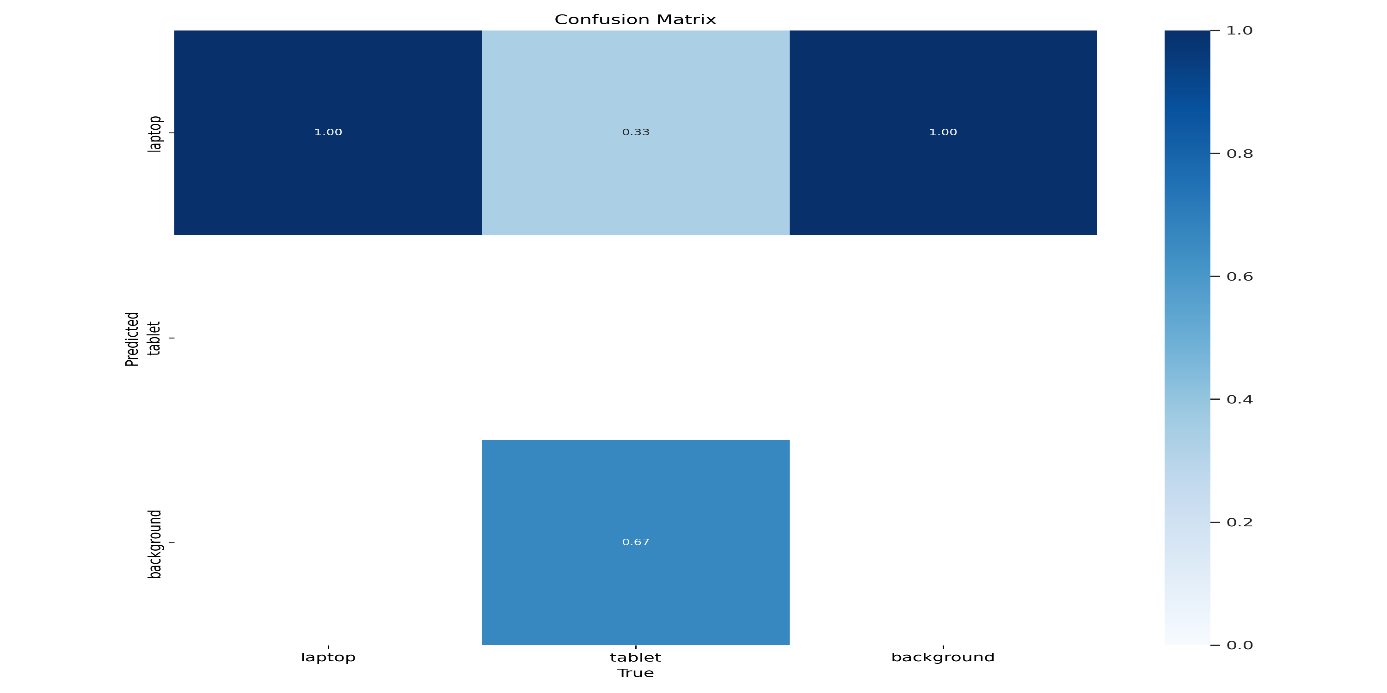 Confusion Matrix
laptop
1.00
0.33
1.00
Predicted
tablet
background
0.67
laptop
tablet
background
True
1.0
0.8
0.6
0.4
0.2
0.0